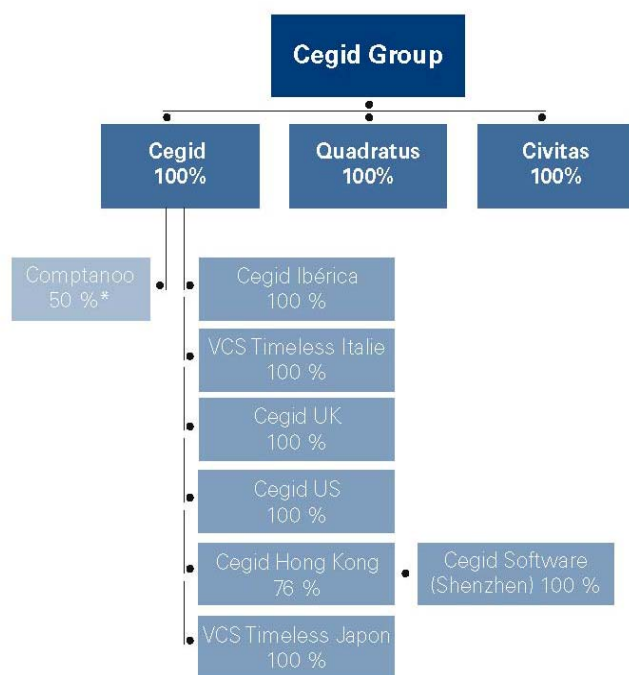 Cegid Group
Cegid
100%
Quadratus
100%
Civitas
100%
Comptanoo
50 %*
Cegid Ibérica
100 %
VCS Timeless Italie
100 %
Cegid UK
100 %
Cegid US
100 %
Cegid Hong Kong
76 %
Cegid Software
(Shenzhen) 100 %
VCS Timeless Japon
100 %